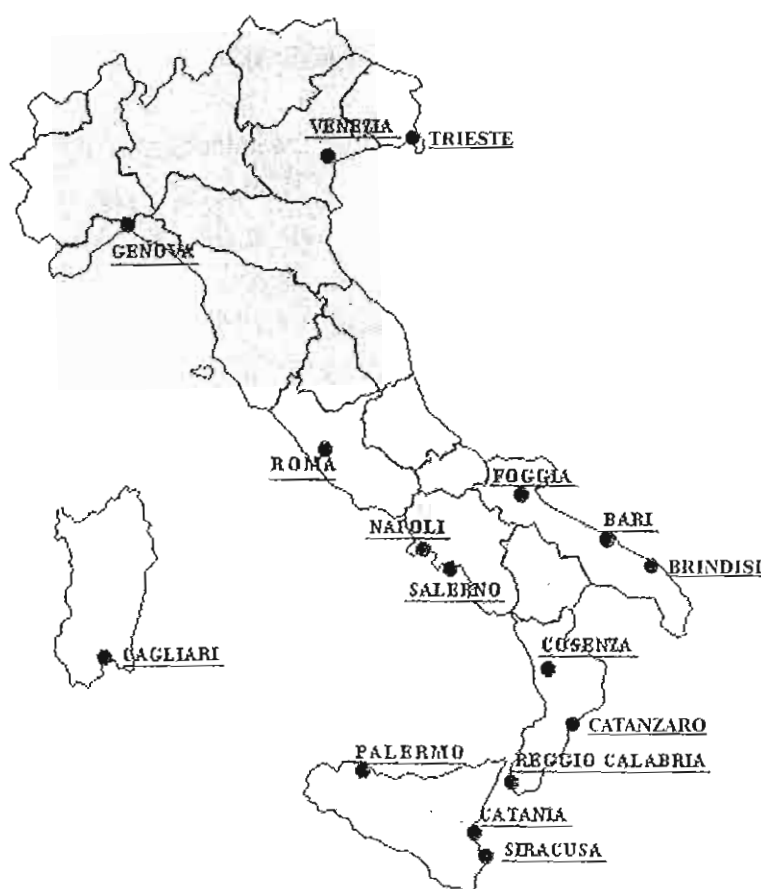 VENEZIA
TRIESTE
GENOVA
ROMA
FOGGIA
NAPOLI
BARI
SALERNO
BRINDISI
COSENZA
CAGLIARI
CATANZARO
PALERMO
REGGIO CALABRIA
CATANIA
SIRACUSA